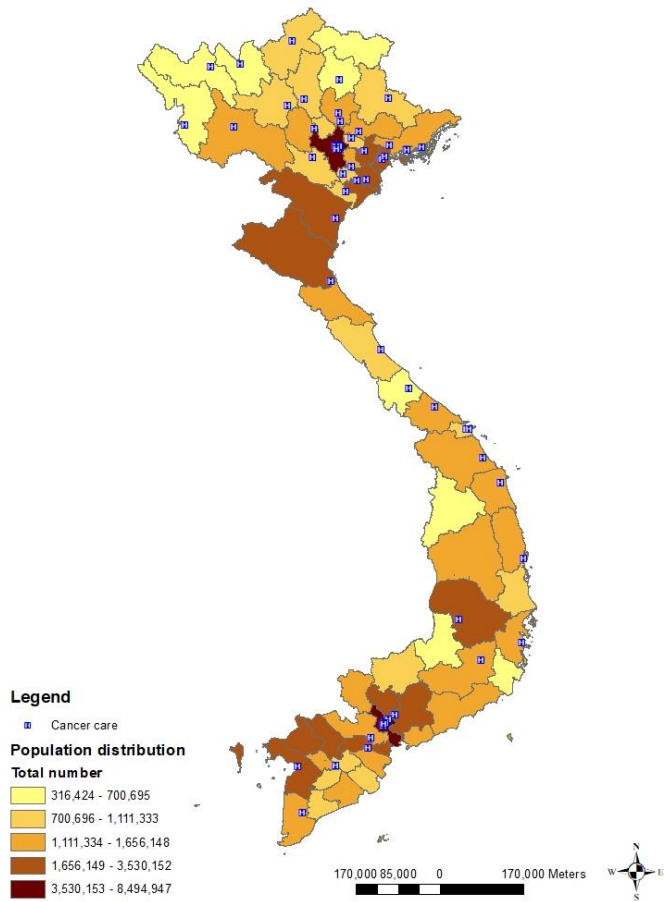 Legend
H Cancer care
Population distribution
Total number
316,424 - 700,695
700,696 - 1,111,333
1,111,334 - 1,656,148
1,656,149 - 3,530,152
3,530,153 - 8,494,947
170,000 85,000 0 170,000 Meters
N
W E
S